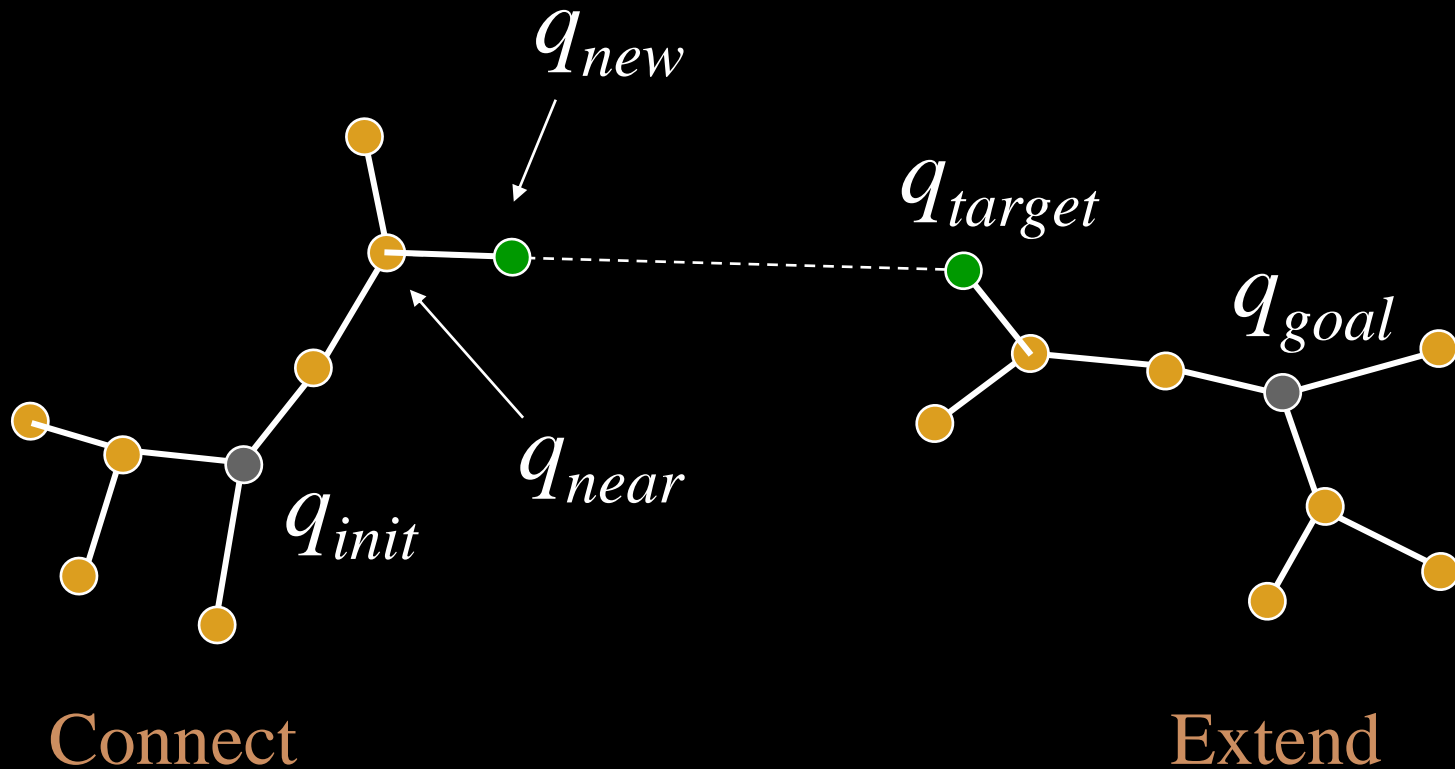 q_new
q_target
q_goal
q_near
q_init
Connect
Extend